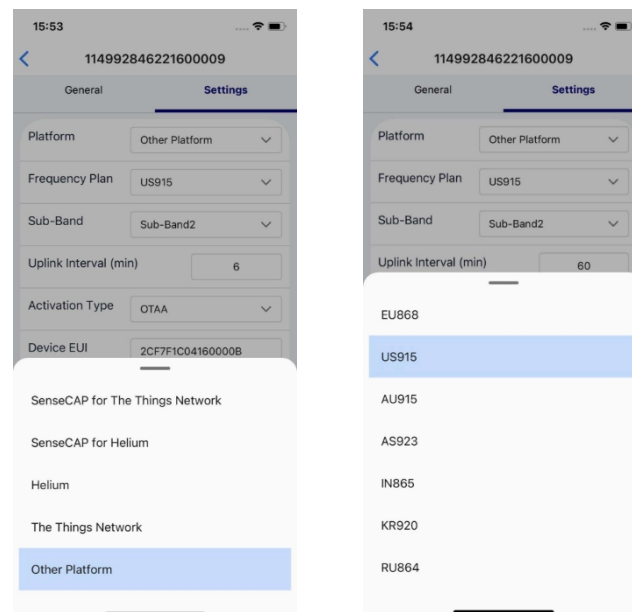 15:53
114992846221600009
General Settings
Platform Other Platform
Frequency Plan US915
Sub-Band Sub-Band2
Uplink Interval (min) 6
Activation Type OTAA
Device EUI 2CF7F1C04160000B
SenseCAP for The Things Network
SenseCAP for Helium
Helium
The Things Network
Other Platform
15:54
114992846221600009
General Settings
Platform Other Platform
Frequency Plan US915
Sub-Band Sub-Band2
Uplink Interval (min) 60
EU868
US915
AU915
AS923
IN865
KR920
RU864